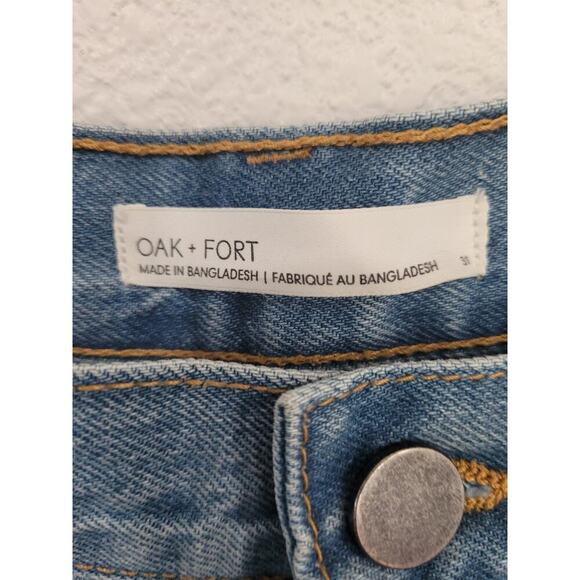 OAK + FORT
MADE IN BANGLADESH | FABRIQUÉ AU BANGLADESH
31